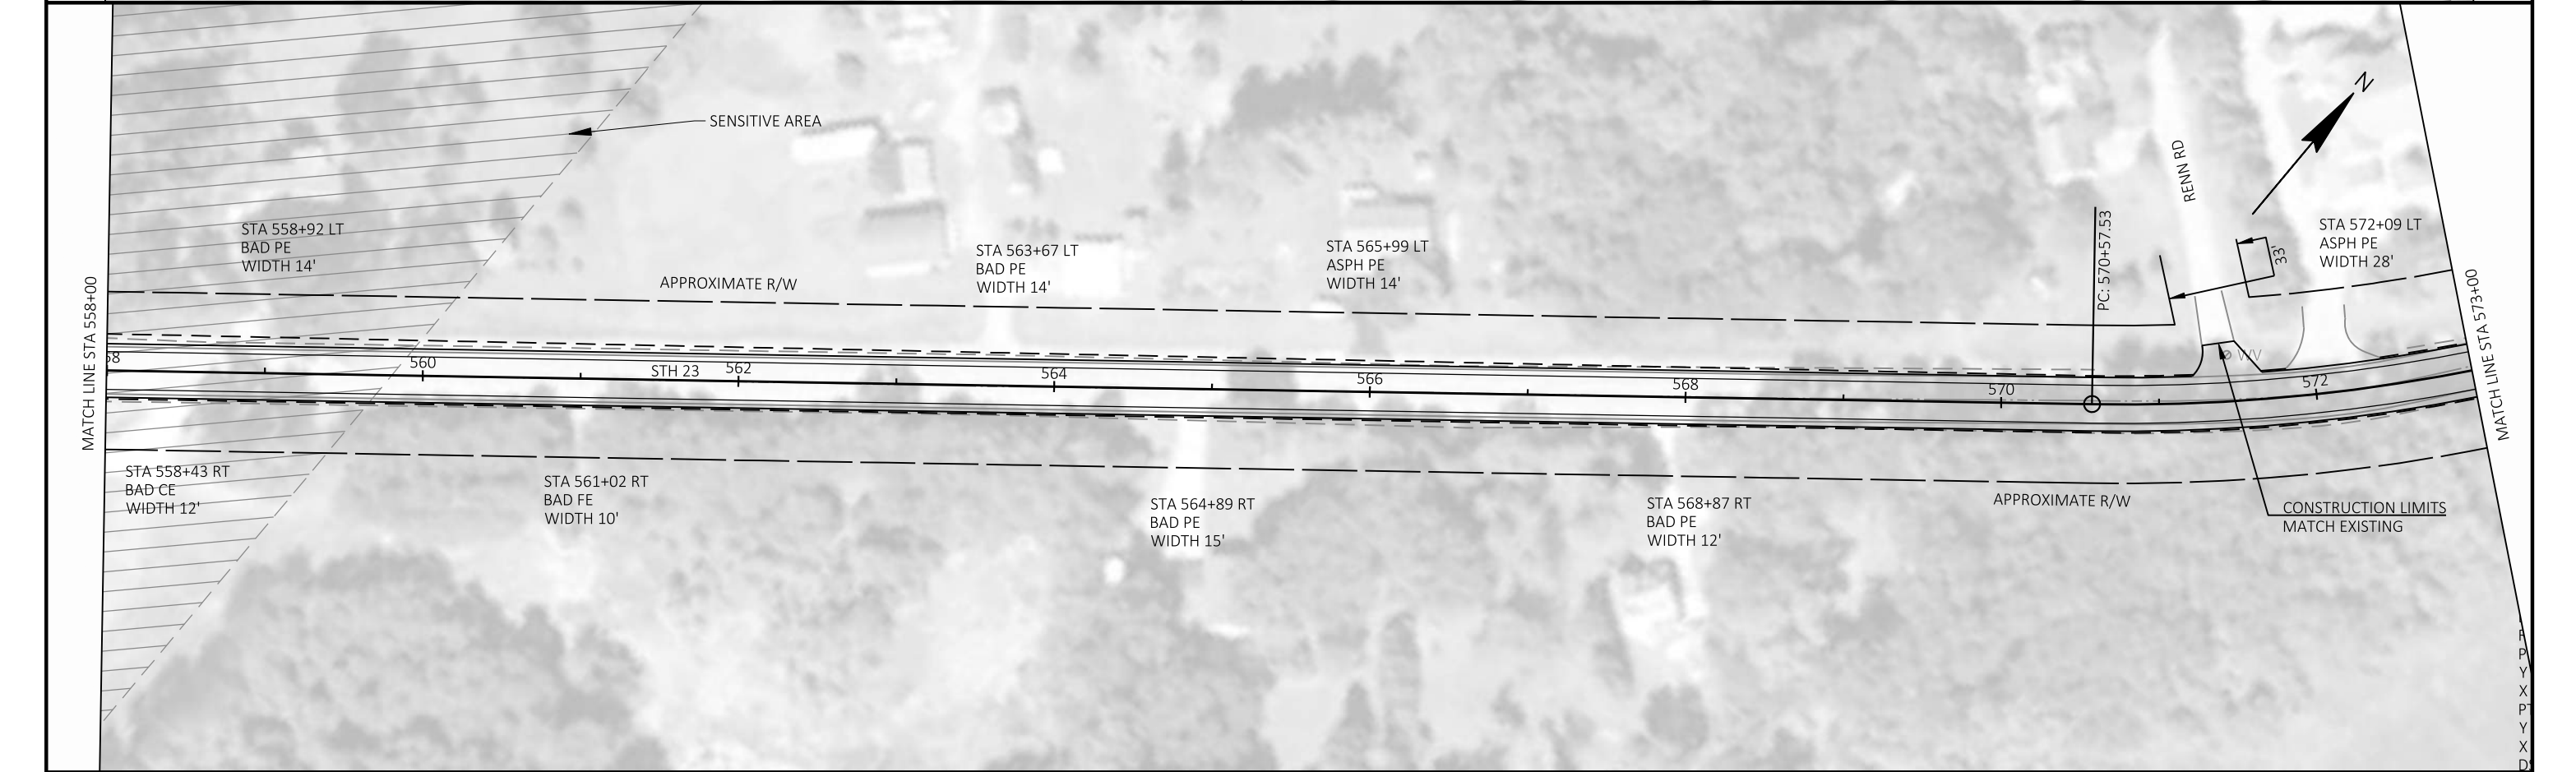 MATCH LINE STA 558+00
SENSITIVE AREA
STA 558+92 LT
BAD PE
WIDTH 14'
APPROXIMATE R/W
STA 563+67 LT
BAD PE
WIDTH 14'
STA 565+99 LT
ASPH PE
WIDTH 14'
PC: 570+57.53
RENN RD
N
33'
STA 572+09 LT
ASPH PE
WIDTH 28'
MATCH LINE STA 573+00
WV
58
560
STH 23
562
564
566
568
570
572
STA 558+43 RT
BAD CE
WIDTH 12'
STA 561+02 RT
BAD FE
WIDTH 10'
STA 564+89 RT
BAD PE
WIDTH 15'
STA 568+87 RT
BAD PE
WIDTH 12'
APPROXIMATE R/W
CONSTRUCTION LIMITS
MATCH EXISTING
P
Y
X
Y
X